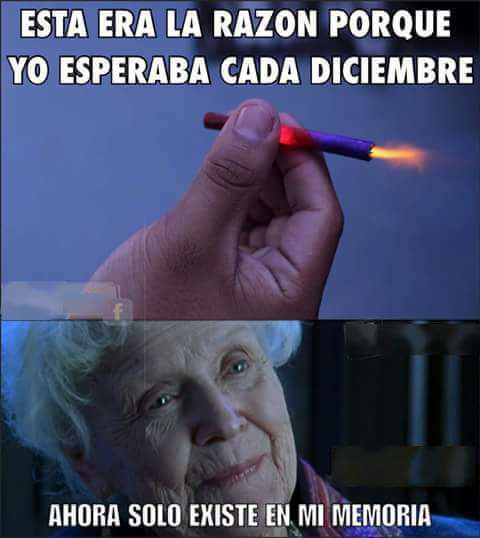 ESTA ERA LA RAZON PORQUE
YO ESPERABA CADA DICIEMBRE
f
AHORA SOLO EXISTE EN MI MEMORIA